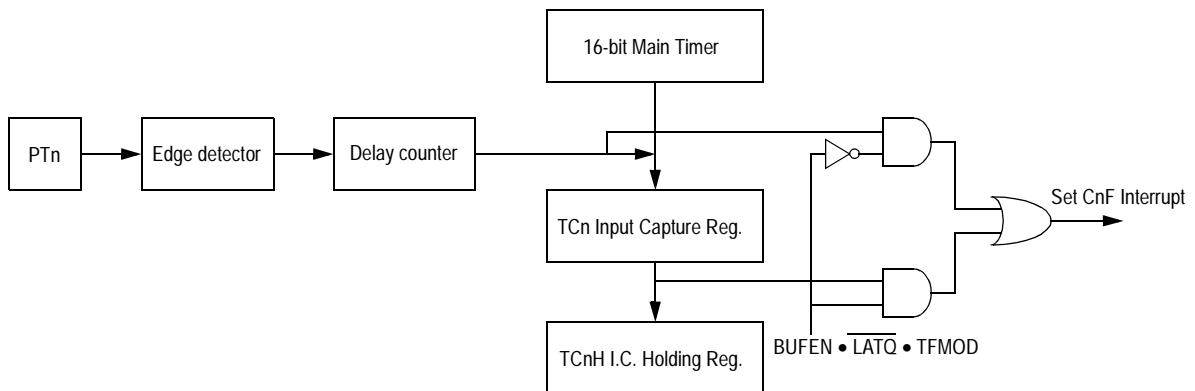 16-bit Main Timer
PTn
Edge detector
Delay counter
Set CnF Interrupt
TCn Input Capture Reg.
TCnH I.C. Holding Reg.
BUFEN • LATQ • TFMOD